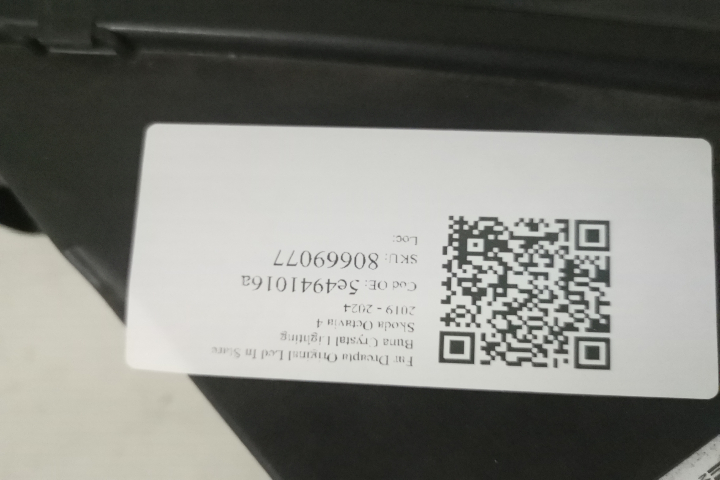 Far Dreapta Original Led In Stare
Buna Crystal Lighting
Skoda Octavia 4
2019 - 2024
Cod OE: 5e4941016a
SKU: 80669077
Loc: